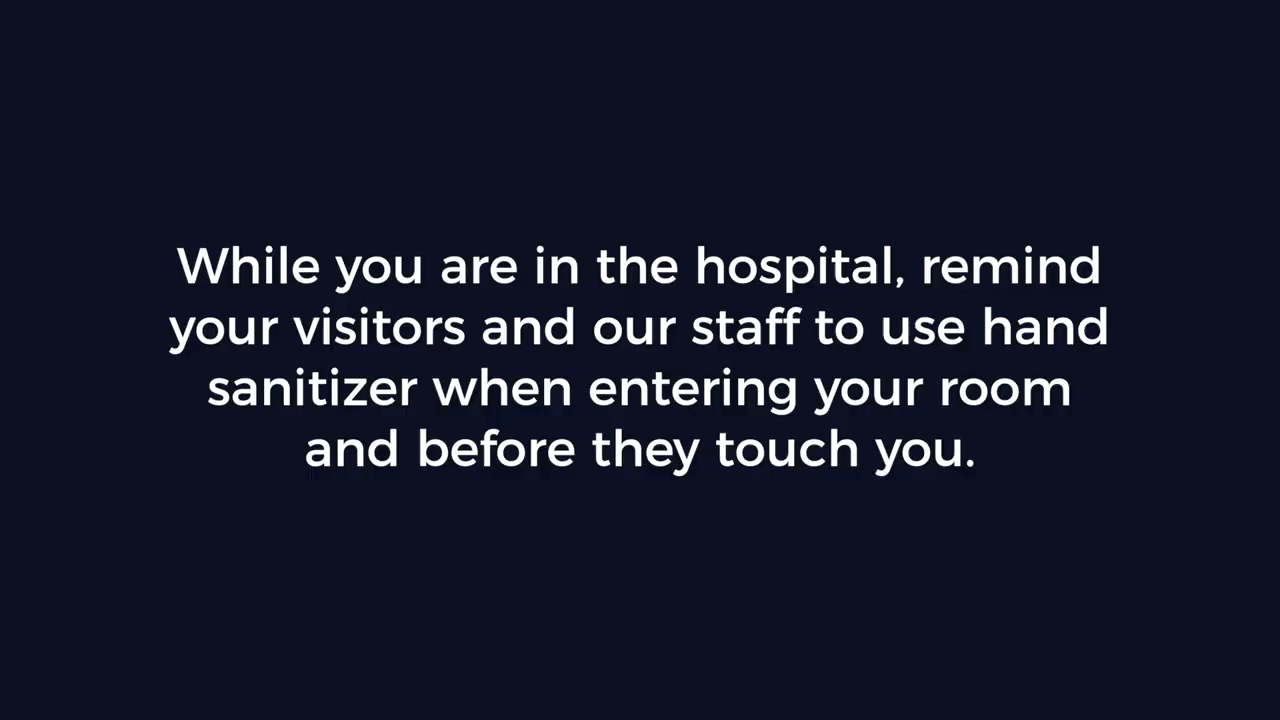 While you are in the hospital, remind
your visitors and our staff to use hand
sanitizer when entering your room
and before they touch you.